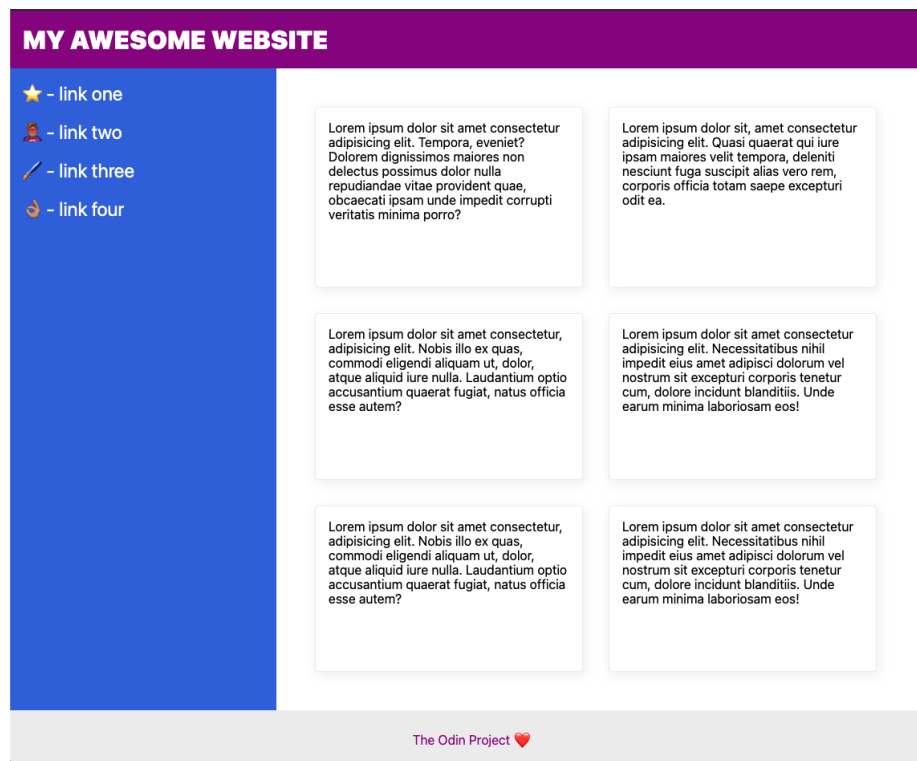 MY AWESOME WEBSITE
⭐ - link one
🦸🏽‍♀️ - link two
🖌️ - link three
👌🏽 - link four
Lorem ipsum dolor sit amet consectetur
adipisicing elit. Tempora, eveniet?
Dolorem dignissimos maiores non
delectus possimus dolor nulla
repudiandae vitae provident quae,
obcaecati ipsam unde impedit corrupti
veritatis minima porro?
Lorem ipsum dolor sit, amet consectetur
adipisicing elit. Quasi quaerat qui iure
ipsam maiores velit tempora, deleniti
nesciunt fuga suscipit alias vero rem,
corporis officia totam saepe excepturi
odit ea.
Lorem ipsum dolor sit amet consectetur,
adipisicing elit. Nobis illo ex quas,
commodi eligendi aliquam ut, dolor,
atque aliquid iure nulla. Laudantium optio
accusantium quaerat fugiat, natus officia
esse autem?
Lorem ipsum dolor sit amet consectetur
adipisicing elit. Necessitatibus nihil
impedit eius amet adipisci dolorum vel
nostrum sit excepturi corporis tenetur
cum, dolore incidunt blanditiis. Unde
earum minima laboriosam eos!
Lorem ipsum dolor sit amet consectetur,
adipisicing elit. Nobis illo ex quas,
commodi eligendi aliquam ut, dolor,
atque aliquid iure nulla. Laudantium optio
accusantium quaerat fugiat, natus officia
esse autem?
Lorem ipsum dolor sit amet consectetur
adipisicing elit. Necessitatibus nihil
impedit eius amet adipisci dolorum vel
nostrum sit excepturi corporis tenetur
cum, dolore incidunt blanditiis. Unde
earum minima laboriosam eos!
The Odin Project ❤️